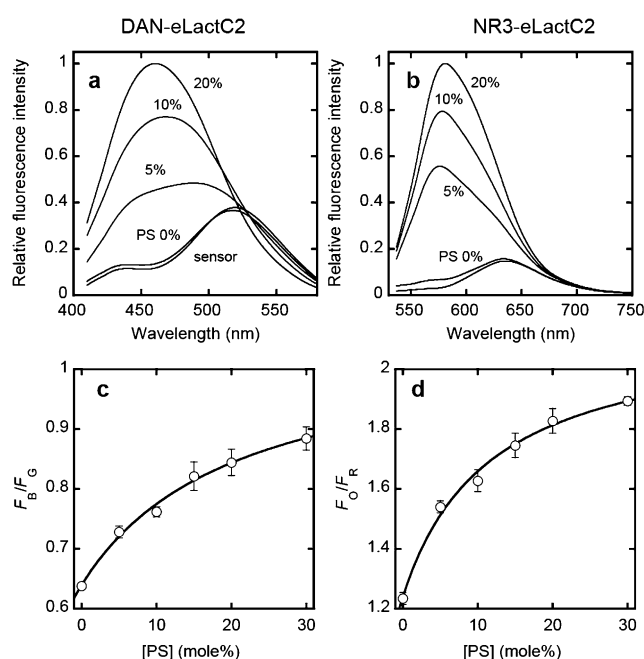 DAN-eLactC2
NR3-eLactC2
a
Relative fluorescence intensity
1
0.8
0.6
0.4
0.2
0
20%
10%
5%
PS 0%
sensor
400
450
500
550
Wavelength (nm)
b
Relative fluorescence intensity
1
0.8
0.6
0.4
0.2
0
20%
10%
5%
PS 0%
550
600
650
700
750
Wavelength (nm)
c
F_B/F_G
1
0.9
0.8
0.7
0.6
0
10
20
30
[PS] (mole%)
d
F_O/F_R
2
1.8
1.6
1.4
1.2
0
10
20
30
[PS] (mole%)